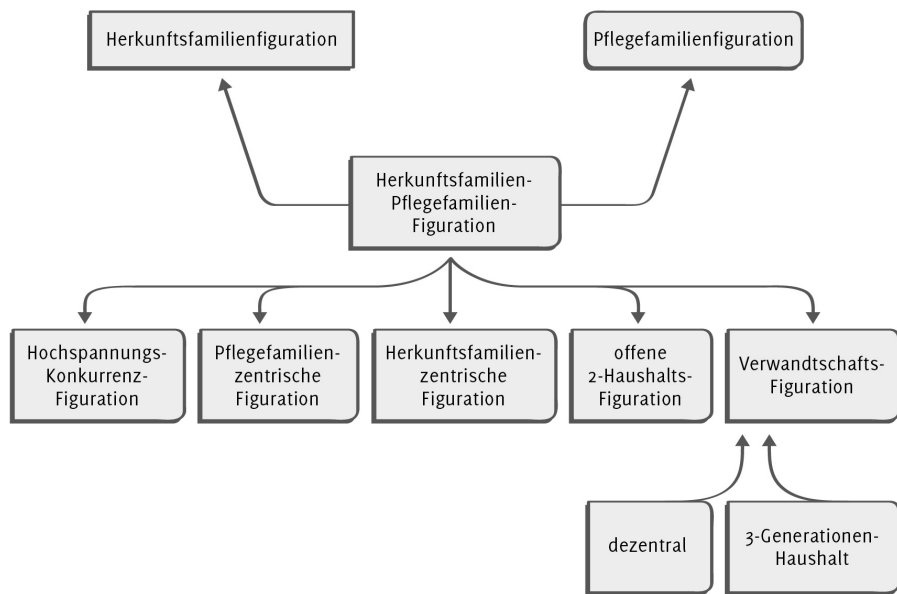 Herkunftsfamilienfiguration
Pflegefamilienfiguration
Herkunftsfamilien-
Pflegefamilien-
Figuration
Hochspannungs-
Konkurrenz-
Figuration
Pflegefamilien-
zentrische
Figuration
Herkunftsfamilien-
zentrische
Figuration
offene
2-Haushalts-
Figuration
Verwandtschafts-
Figuration
dezentral
3-Generationen-
Haushalt